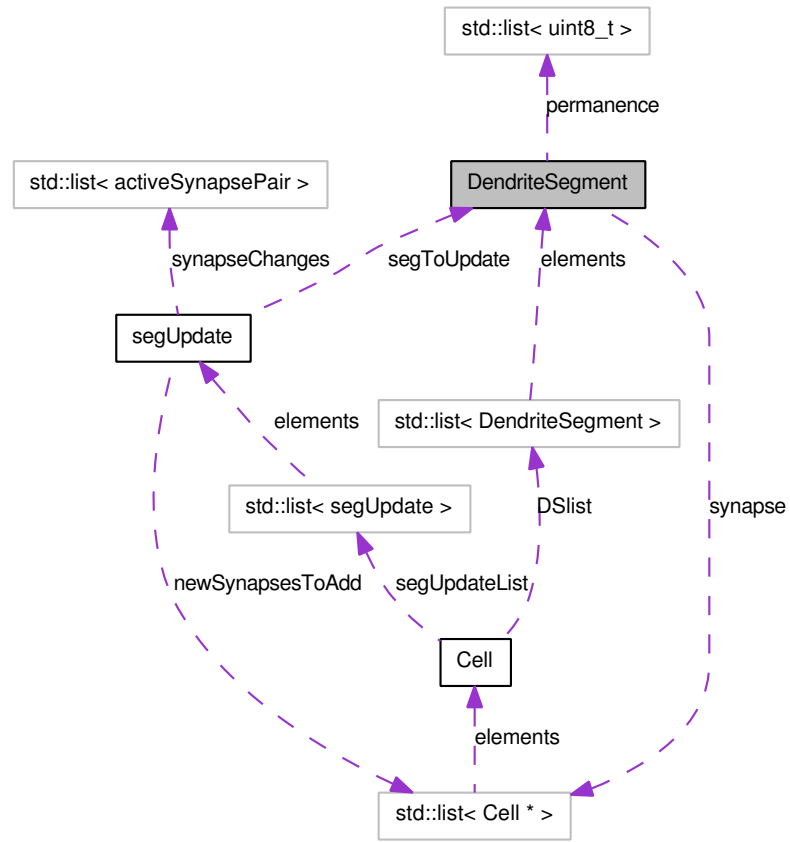 std::list< uint8_t >
permanence
std::list< activeSynapsePair >
DendriteSegment
synapseChanges
segToUpdate
elements
segUpdate
std::list< DendriteSegment >
elements
std::list< segUpdate >
DSlist
synapse
newSynapsesToAdd
segUpdateList
Cell
elements
std::list< Cell * >